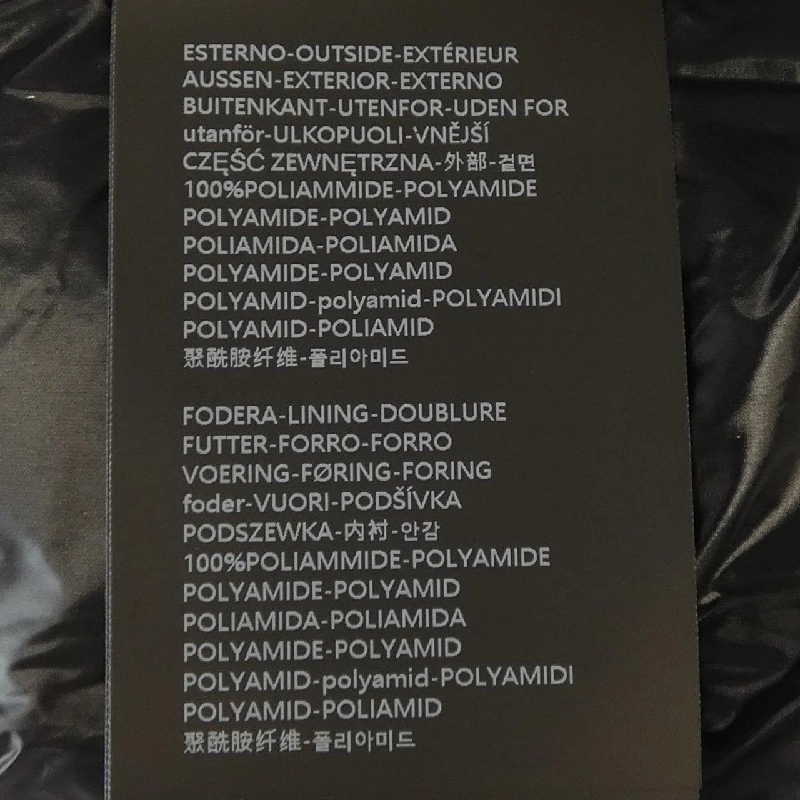 ESTERNO-OUTSIDE-EXTÉRIEUR
AUSSEN-EXTERIOR-EXTERNO
BUITENKANT-UTENFOR-UDEN FOR
utanför-ULKOPUOLI-VNĚJŠÍ
CZĘŚĆ ZEWNĘTRZNA-外部-겉면
100%POLIAMMIDE-POLYAMIDE
POLYAMIDE-POLYAMID
POLIAMIDA-POLIAMIDA
POLYAMIDE-POLYAMID
POLYAMID-polyamid-POLYAMIDI
POLYAMID-POLIAMID
聚酰胺纤维-폴리아미드
FODERA-LINING-DOUBLURE
FUTTER-FORRO-FORRO
VOERING-FØRING-FORING
foder-VUORI-PODŠÍVKA
PODSZEWKA-内衬-안감
100%POLIAMMIDE-POLYAMIDE
POLYAMIDE-POLYAMID
POLIAMIDA-POLIAMIDA
POLYAMIDE-POLYAMID
POLYAMID-polyamid-POLYAMIDI
POLYAMID-POLIAMID
聚酰胺纤维-폴리아미드